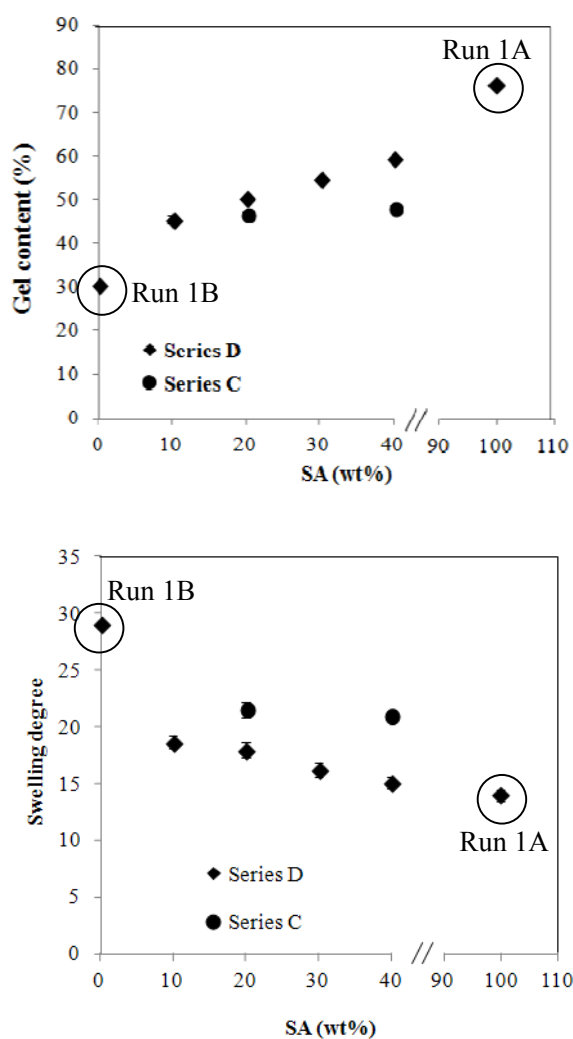 90
80
70
60
50
40
30
20
10
0
Gel content (%)
Run 1A
Run 1B
Series D
Series C
0 10 20 30 40 // 90 100 110
SA (wt%)
35
30
25
20
15
10
5
0
Swelling degree
Run 1B
Run 1A
Series D
Series C
0 10 20 30 40 // 90 100 110
SA (wt%)